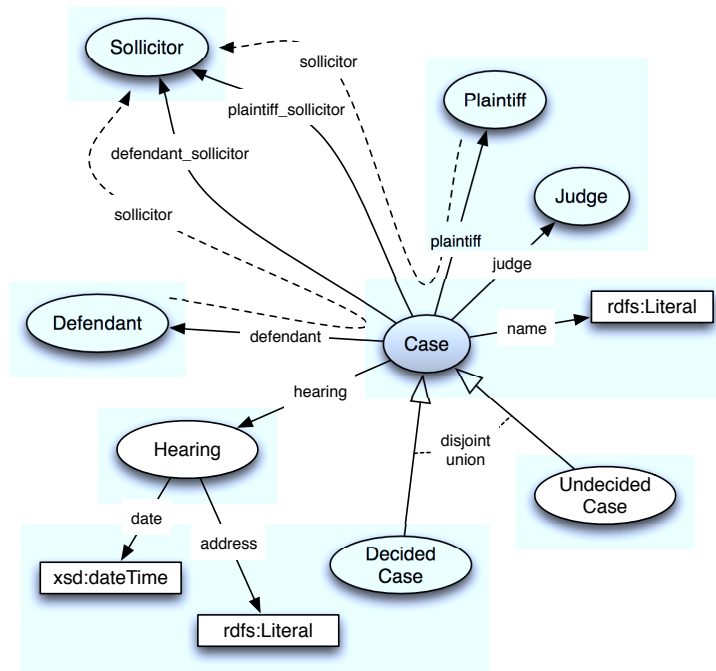 Sollicitor
sollicitor
Plaintiff
plaintiff_sollicitor
defendant_sollicitor
Judge
sollicitor
plaintiff
judge
rdfs:Literal
Defendant
defendant
Case
name
hearing
Hearing
disjoint
union
Undecided
Case
date
address
Decided
Case
xsd:dateTime
rdfs:Literal